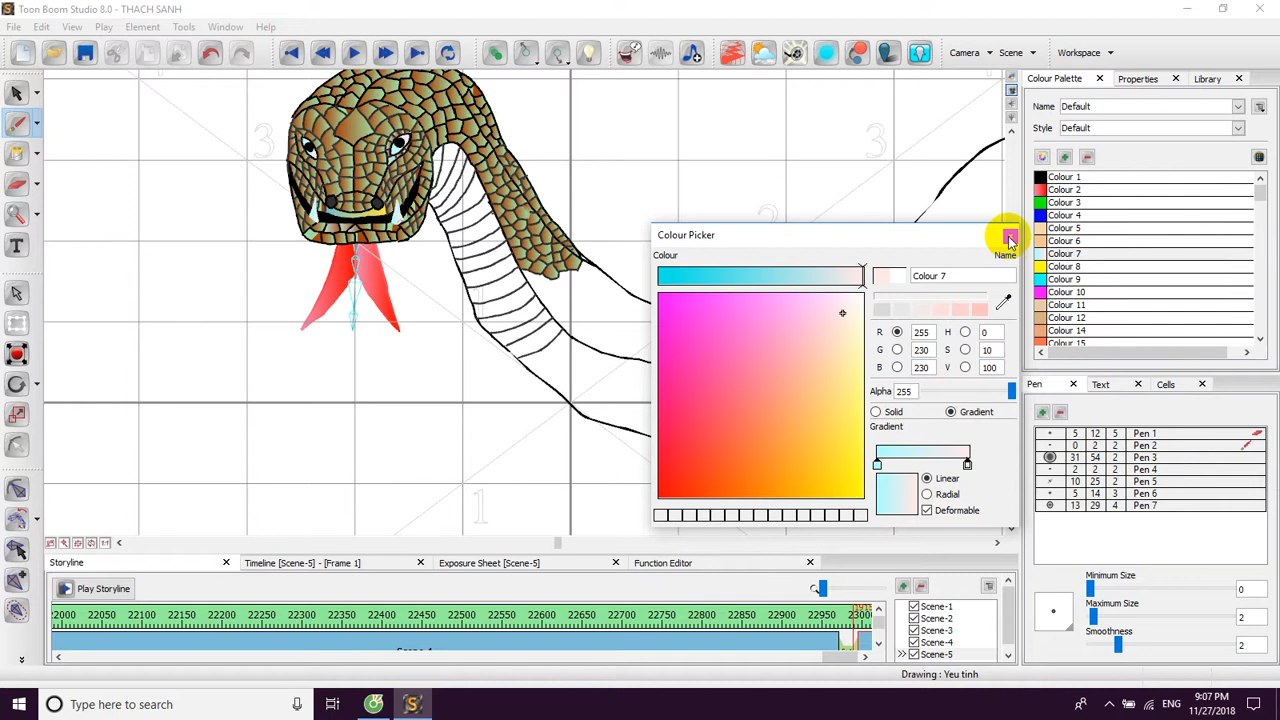 Toon Boom Studio 8.0 - THACH SANH
File Edit View Play Element Tools Window Help
Camera Scene Workspace
Colour Palette Properties Library
Name Default
Style Default
Colour 1
Colour 2
Colour 3
Colour 4
Colour 5
Colour 6
Colour 7
Colour 8
Colour 9
Colour 10
Colour 11
Colour 12
Colour 14
Colour 15
3
3
2
1
1
Colour Picker
Colour Name
Colour 7
R 255 H 0
G 230 S 10
B 230 V 100
Alpha 255
Solid Gradient
Gradient
Linear
Radial
Deformable
Pen Text Cells
5 12 5 Pen 1
0 2 2 Pen 2
31 54 2 Pen 3
2 2 2 Pen 4
10 25 2 Pen 5
5 14 3 Pen 6
13 29 4 Pen 7
Minimum Size
0
Maximum Size
2
Smoothness
2
Storyline Timeline [Scene-5] - [Frame 1] Exposure Sheet [Scene-5] Function Editor
Play Storyline
22050 22100 22150 22200 22250 22300 22350 22400 22450 22500 22550 22600 22650 22700 22750 22800 22850 22900 22950
Scene-1
Scene-2
Scene-3
Scene-4
Scene-5
Drawing : Yeu tinh
Type here to search
ENG
9:07 PM
11/27/2018